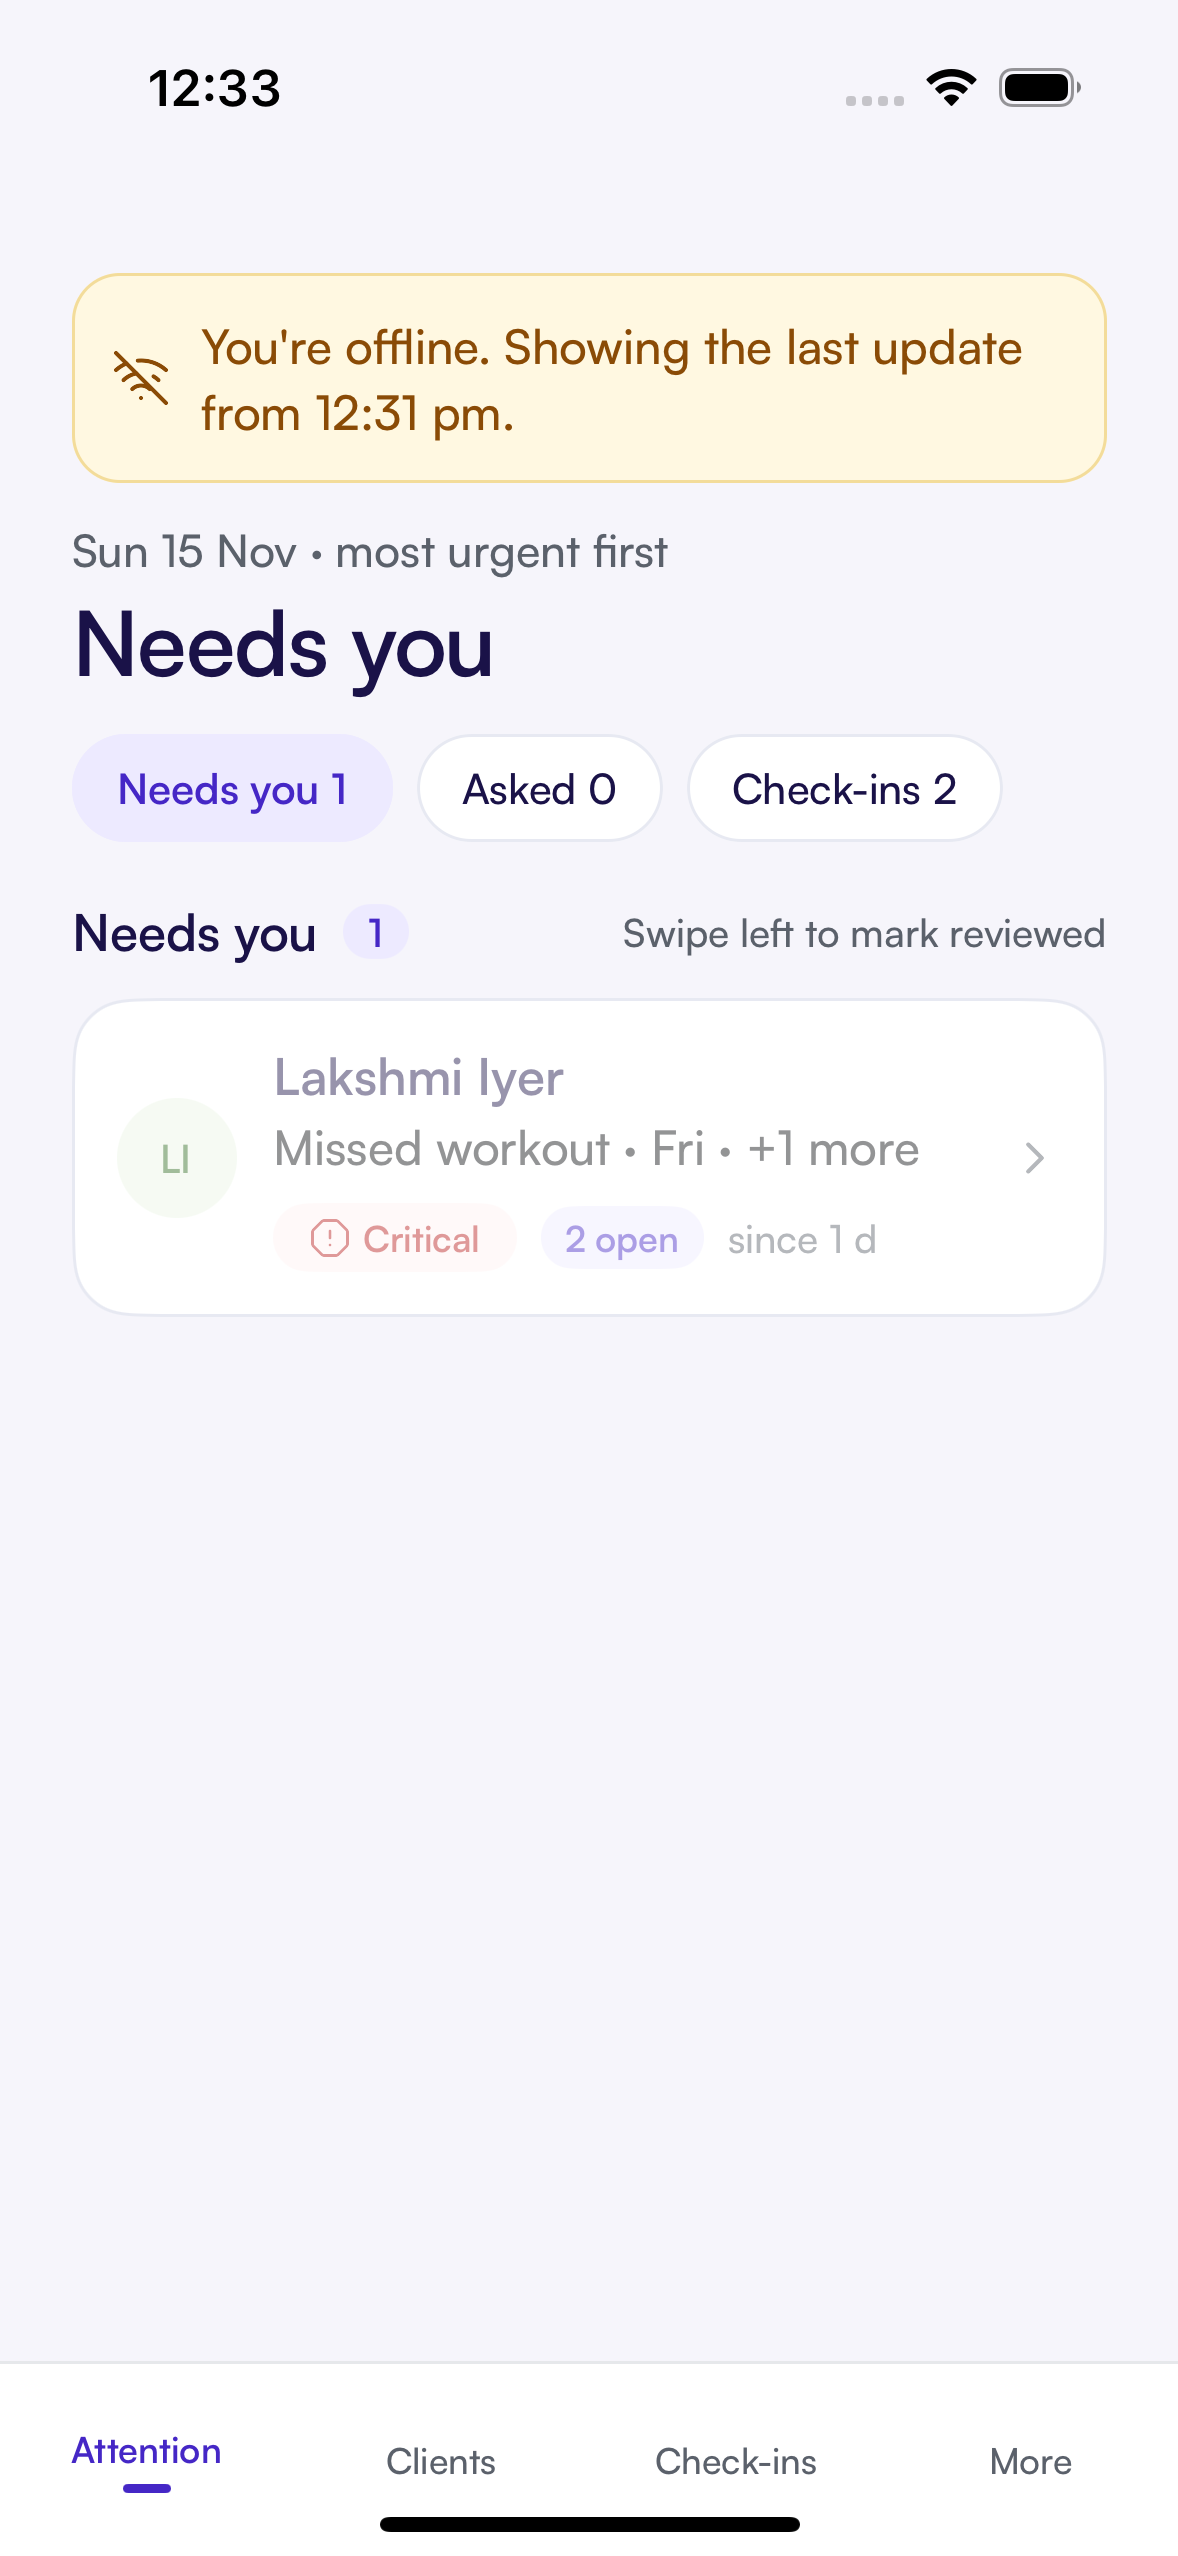 12:33
You're offline. Showing the last update
from 12:31 pm.
Sun 15 Nov · most urgent first
Needs you
Needs you 1
Asked 0
Check-ins 2
Needs you 1
Swipe left to mark reviewed
LI
Lakshmi Iyer
Missed workout · Fri · +1 more
Critical
2 open
since 1 d
Attention
Clients
Check-ins
More